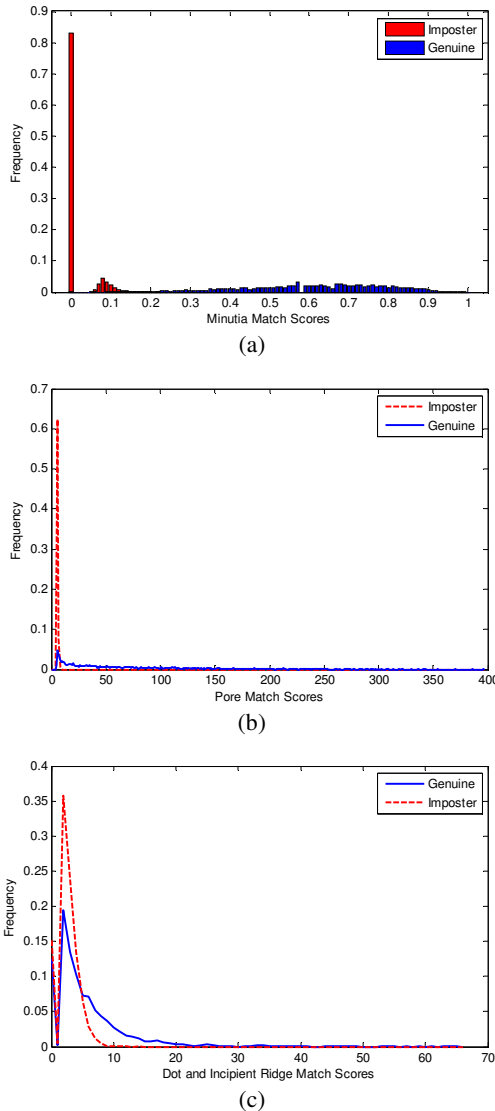 0.9
0.8
0.7
0.6
0.5
0.4
0.3
0.2
0.1
0
Frequency
Imposter
Genuine
0 0.1 0.2 0.3 0.4 0.5 0.6 0.7 0.8 0.9 1
Minutia Match Scores
(a)
0.7
0.6
0.5
0.4
0.3
0.2
0.1
0
Frequency
Imposter
Genuine
0 50 100 150 200 250 300 350 400
Pore Match Scores
(b)
0.4
0.35
0.3
0.25
0.2
0.15
0.1
0.05
0
Frequency
Genuine
Imposter
0 10 20 30 40 50 60 70
Dot and Incipient Ridge Match Scores
(c)